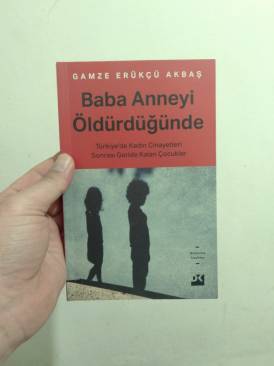 GAMZE ERÜKÇÜ AKBAŞ
Baba Anneyi
Öldürdüğünde
Türkiye'de Kadın Cinayetleri
Sonrası Geride Kalan Çocuklar
DK